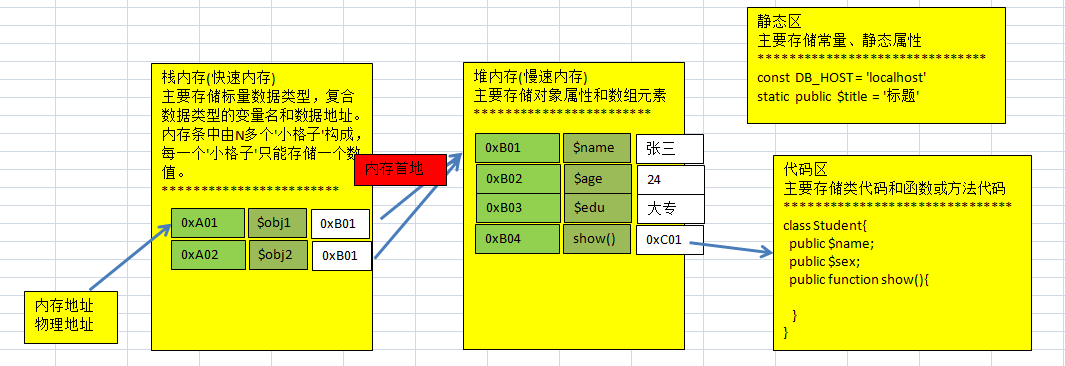 静态区
主要存储常量、静态属性
*****************************
const DB_HOST = 'localhost'
static public $title = '标题'
栈内存(快速内存)
主要存储标量数据类型，复合
数据类型的变量名和数据地址。
内存条中由N多个'小格子'构成，
每一个'小格子'只能存储一个数
值。
***********************
0xA01 $obj1 0xB01
0xA02 $obj2 0xB01
内存地址
物理地址
内存首地
堆内存(慢速内存)
主要存储对象属性和数组元素
***********************
0xB01 $name 张三
0xB02 $age 24
0xB03 $edu 大专
0xB04 show() 0xC01
代码区
主要存储类代码和函数或方法代码
*****************************
class Student{
public $name;
public $sex;
public function show(){
}
}